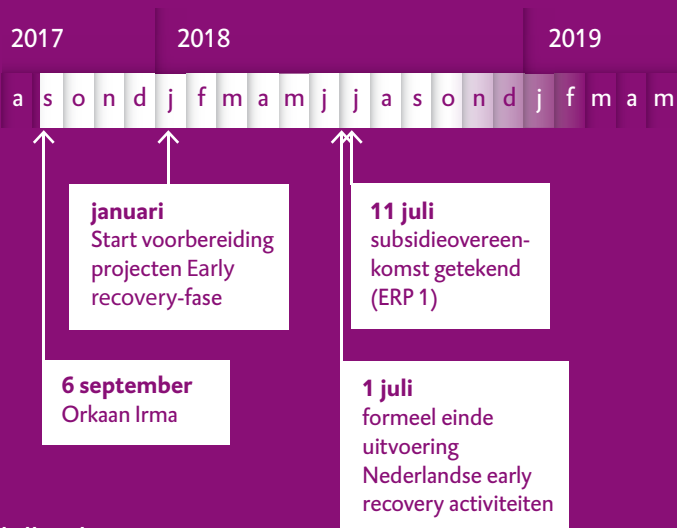 2017 2018 2019
a s o n d j f m a m j j a s o n d j f m a m
januari
Start voorbereiding
projecten Early
recovery-fase
11 juli
subsidieovereen-
komst getekend
(ERP 1)
6 september
Orkaan Irma
1 juli
formeel einde
uitvoering
Nederlandse early
recovery activiteiten